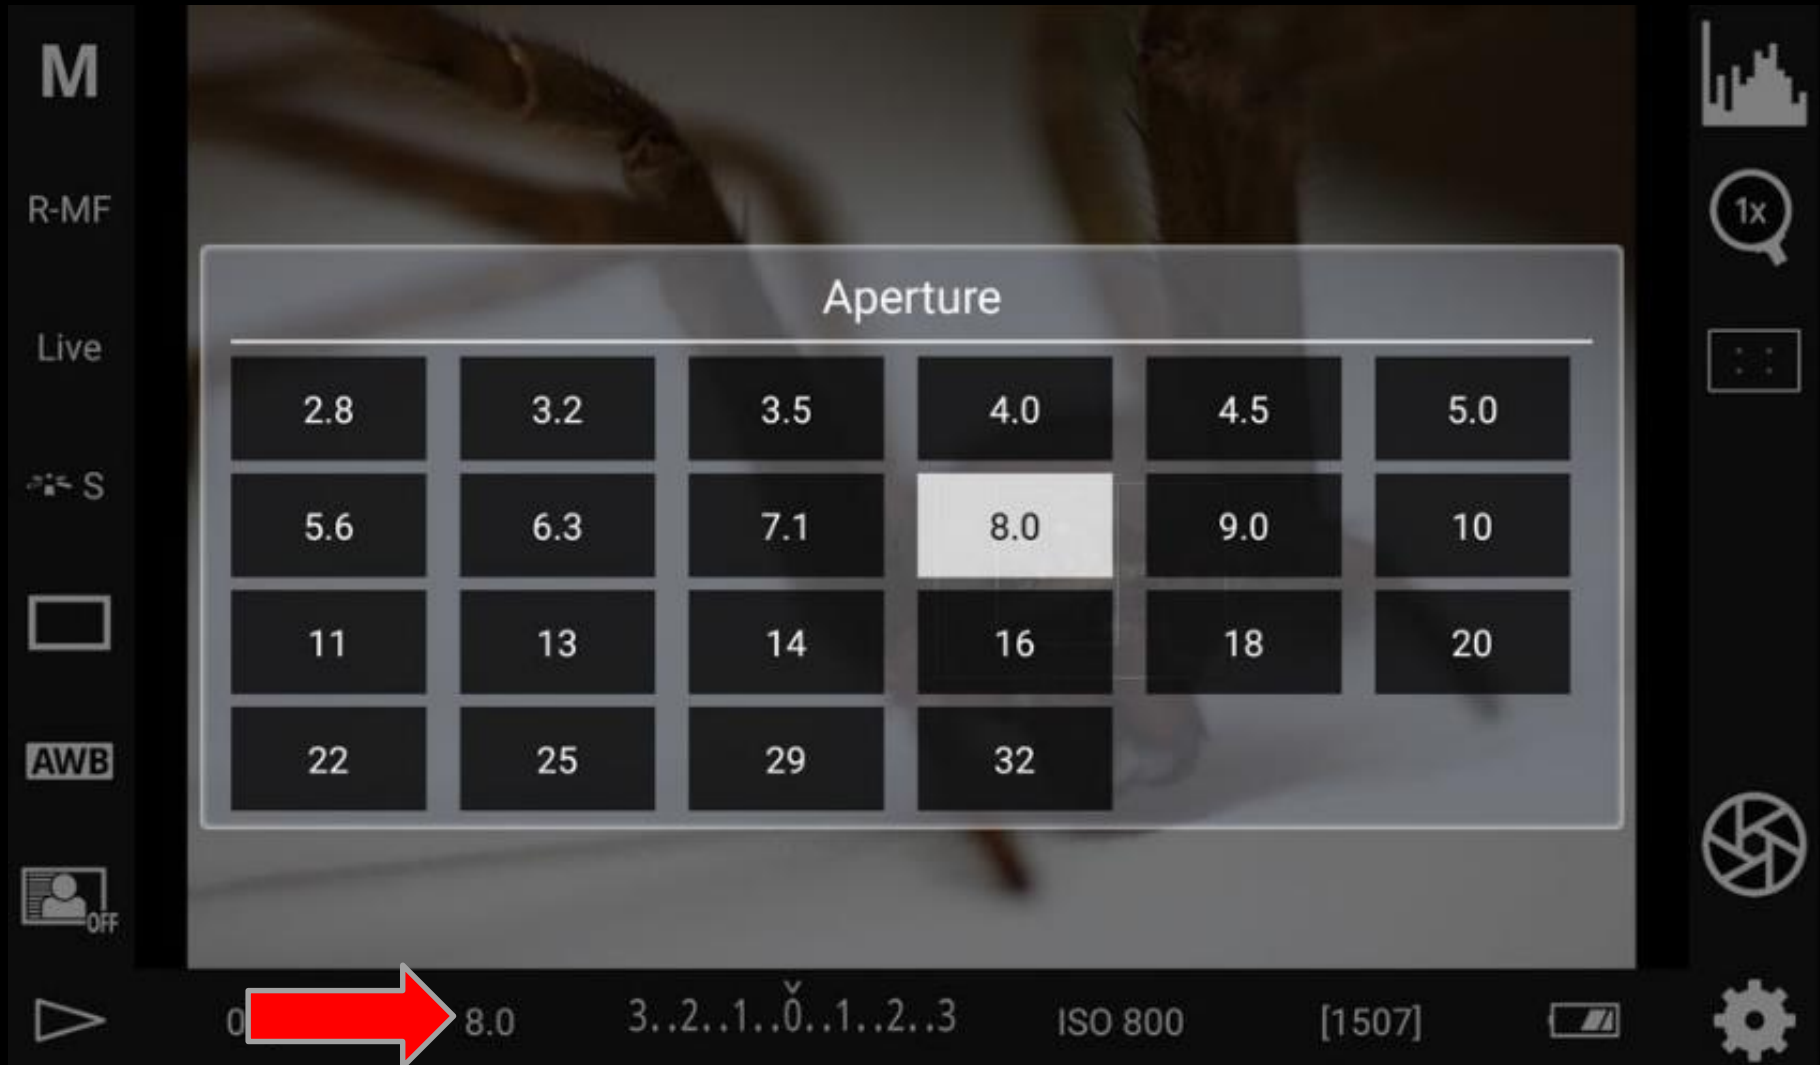 M
R-MF
1x
Aperture
Live
2.8 3.2 3.5 4.0 4.5 5.0
S
5.6 6.3 7.1 8.0 9.0 10
11 13 14 16 18 20
22 25 29 32
AWB
OFF
8.0 3..2..1..0..1..2..3 ISO 800 [1507]